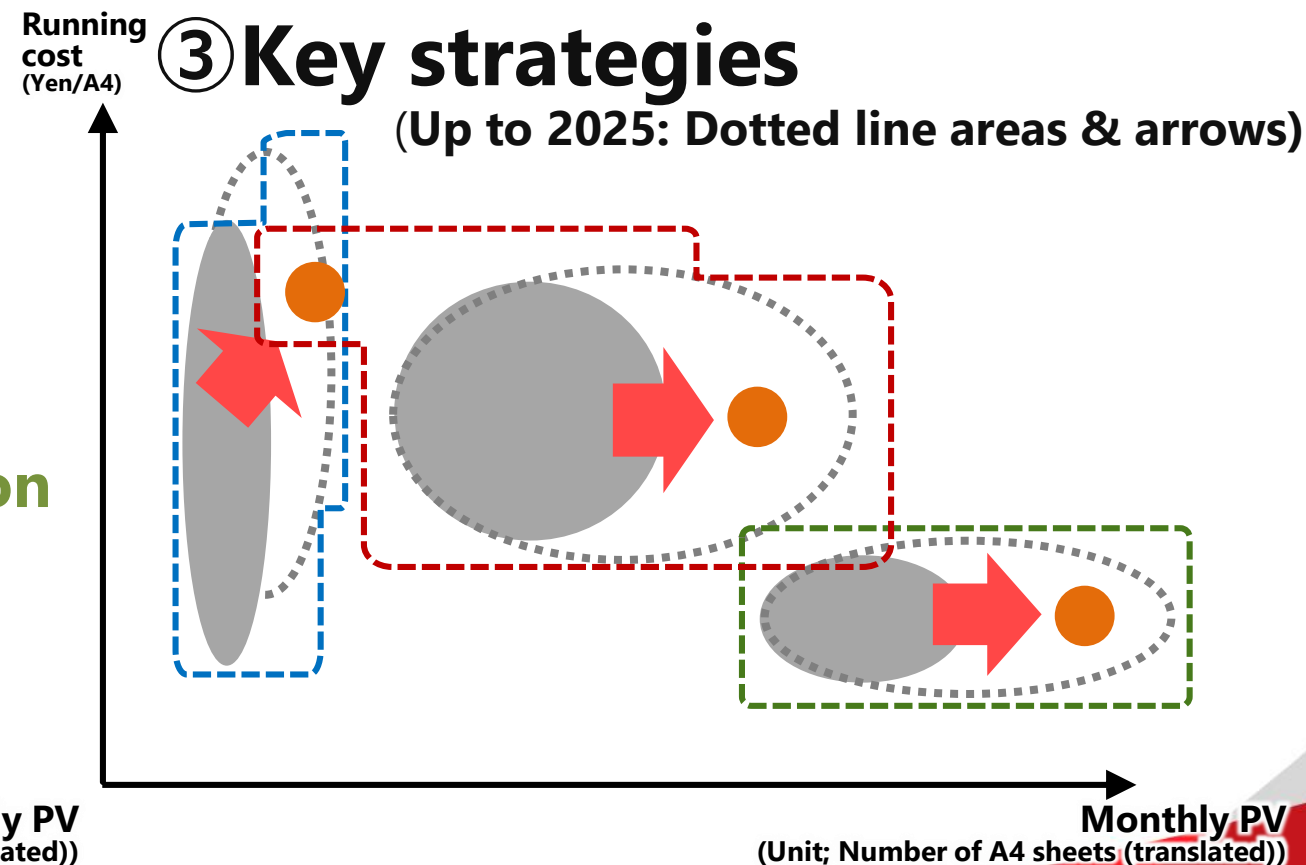 Running
cost
(Yen/A4)
③Key strategies
(Up to 2025: Dotted line areas & arrows)
on
y PV
ated))
Monthly PV
(Unit; Number of A4 sheets (translated))